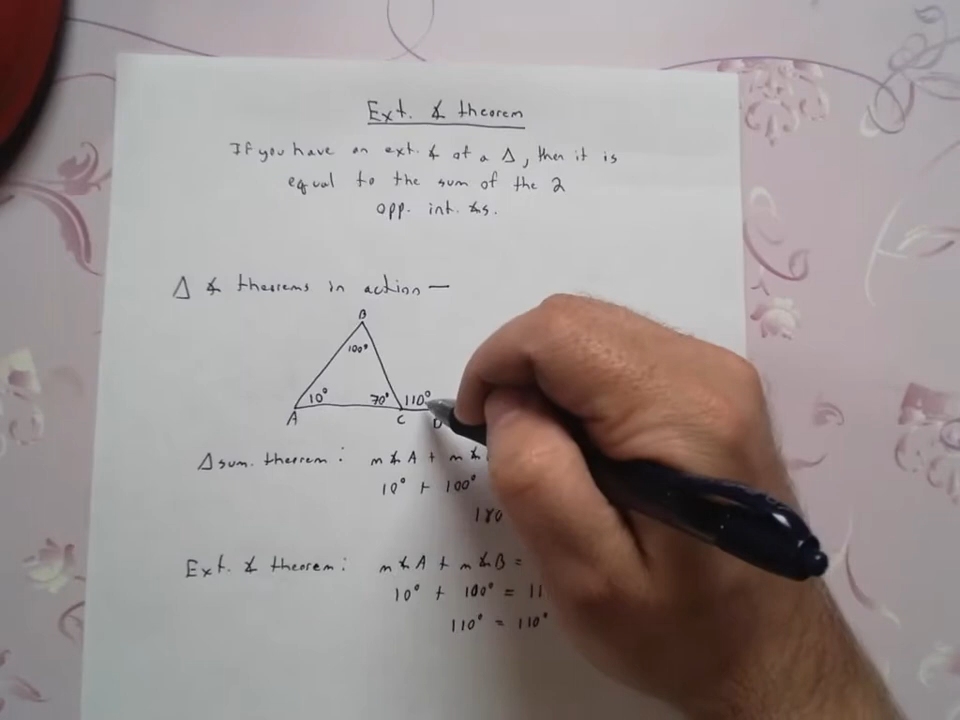 Ext. ∡ theorem
If you have an ext. ∡ of a Δ, then it is
equal to the sum of the 2
opp. int. ∡s.
Δ ∡ theorems in action —
B
100°
10° 70° 110°
A C D
Δ sum. theorem: m∡A + m∡
10° + 100°
180
Ext. ∡ theorem: m∡A + m∡B =
10° + 100° = 11
110° = 110°